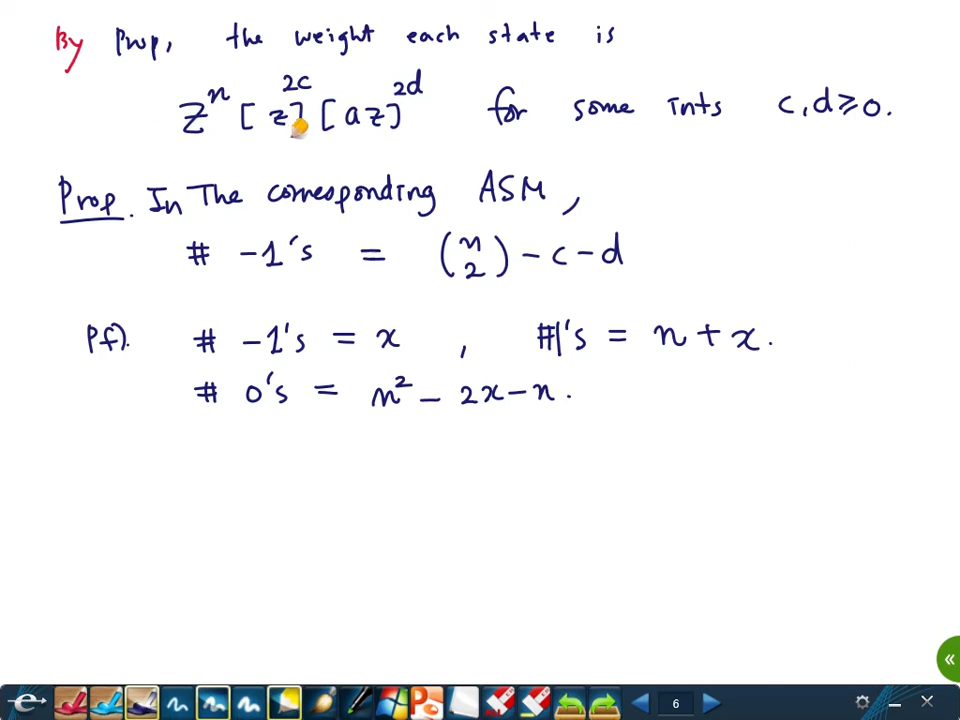 By Prop, the weight each state is
z^n [z]^{2c} [az]^{2d} for some ints c,d ≥ 0.
Prop. In The corresponding ASM,
# -1's = \binom{n}{2} - c - d
Pf). # -1's = x , #1's = n + x.
# 0's = n^2 - 2x - n.
6